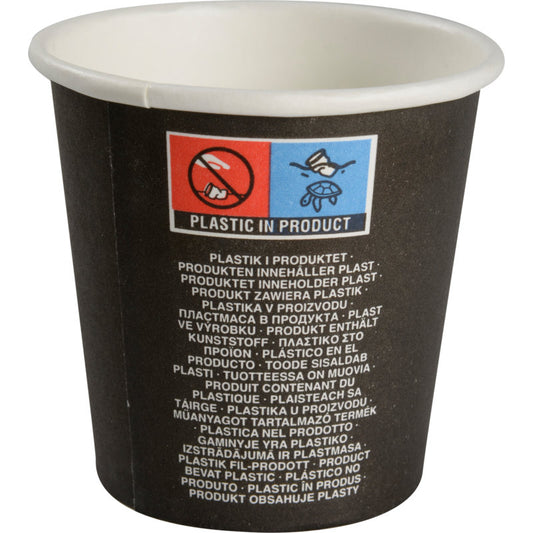 PLASTIC IN PRODUCT
PLASTIK I PRODUKTET ·
PRODUKTEN INNEHÅLLER PLAST ·
PRODUKTET INNEHOLDER PLAST ·
PRODUKT ZAWIERA PLASTIK ·
PLASTIKA V PROIZVODU ·
ПЛАСТМАСА В ПРОДУКТА · PLAST
VE VÝROBKU · PRODUKT ENTHÄLT
KUNSTSTOFF · ΠΛΑΣΤΙΚΟ ΣΤΟ
ΠΡΟΪΟΝ · PLÁSTICO EN EL
PRODUCTO · TOODE SISALDAB
PLASTI · TUOTTEESSA ON MUOVIA ·
PRODUIT CONTENANT DU
PLASTIQUE · PLAISTEACH SA
TÁIRGE · PLASTIKA U PROIZVODU ·
MŰANYAGOT TARTALMAZÓ TERMÉK
· PLASTICA NEL PRODOTTO ·
GAMINYJE YRA PLASTIKO ·
IZSTRĀDĀJUMĀ IR PLASTMASA ·
PLASTIK FIL-PRODOTT · PRODUCT
BEVAT PLASTIC · PLÁSTICO NO
PRODUTO · PLASTIC ÎN PRODUS ·
PRODUKT OBSAHUJE PLASTY